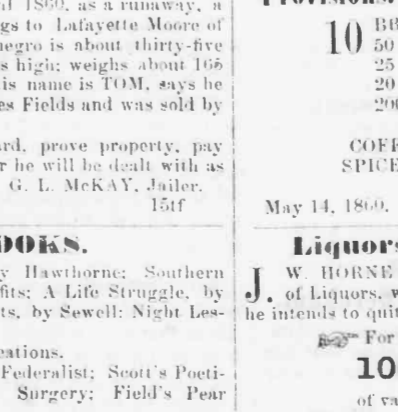 1860, as a runaway, a
gs to Lafayette Moore of
negro is about thirty-five
s high; weighs about 165
is name is TOM, says he
es Fields and was sold by
ard, prove property, pay
r he will be dealt with as
G. L. McKAY, Jailer.
15tf
OOKS.
y Hawthorne; Southern
fits; A Life Struggle, by
ts, by Sewell; Night Les-
eations.
Federalist; Scott's Poeti-
Surgery; Field's Pear
Provisions.
10 BB
50
25
20
200
COFF
SPICE
May 14, 1860.
Liquors
J. W. HORNE
of Liquors, w
he intends to quit
For
10
of va